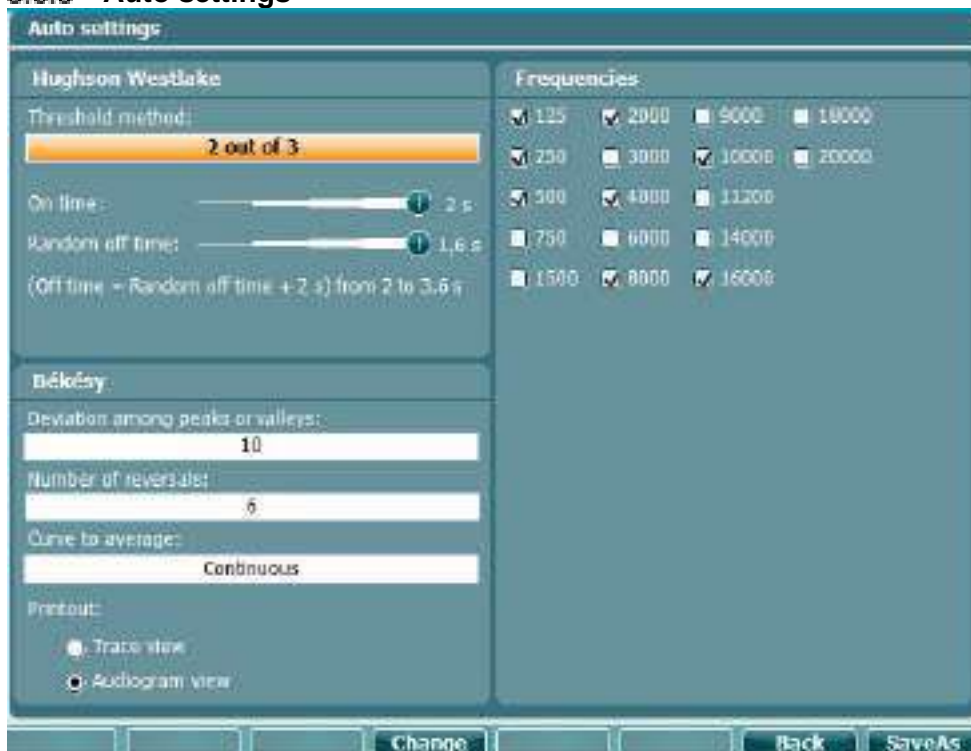 Auto settings
Auto settings
Hughson Westlake
Threshold method:
2 out of 3
On time:
2 s
Random off time:
1,6 s
(Off time = Random off time + 2 s) from 2 to 3.6 s
Békésy
Deviation among peaks or valleys:
10
Number of reversals:
6
Curve to average:
Continuous
Printout:
Trace view
Audiogram view
Frequencies
125 2000 9000 18000
250 3000 10000 20000
500 4000 11200
750 6000 14000
1500 8000 16000
Change Back SaveAs